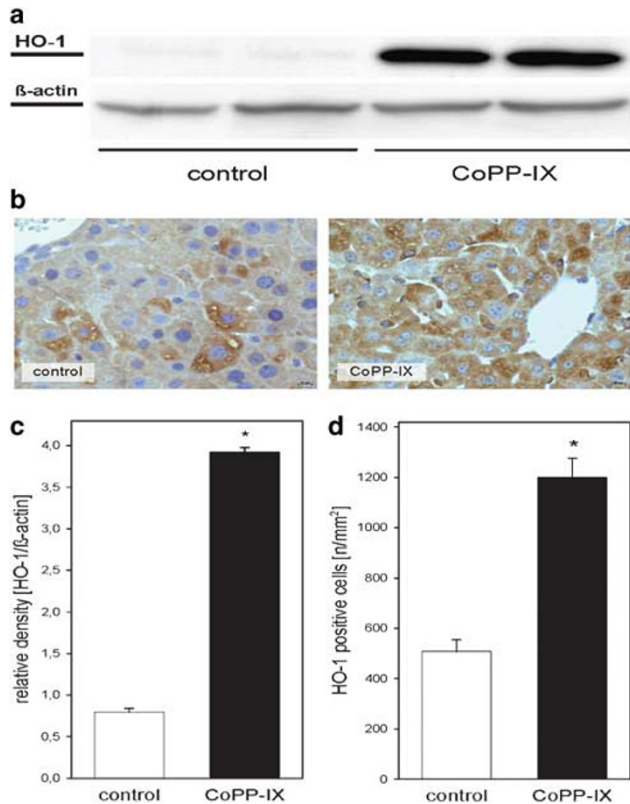 a
HO-1
ß-actin
control CoPP-IX
b
control CoPP-IX
c
relative density [HO-1/ß-actin]
4,0
3,5
3,0
2,5
2,0
1,5
1,0
0,5
0,0
*
control CoPP-IX
d
HO-1 positive cells [n/mm²]
1400
1200
1000
800
600
400
200
0
*
control CoPP-IX